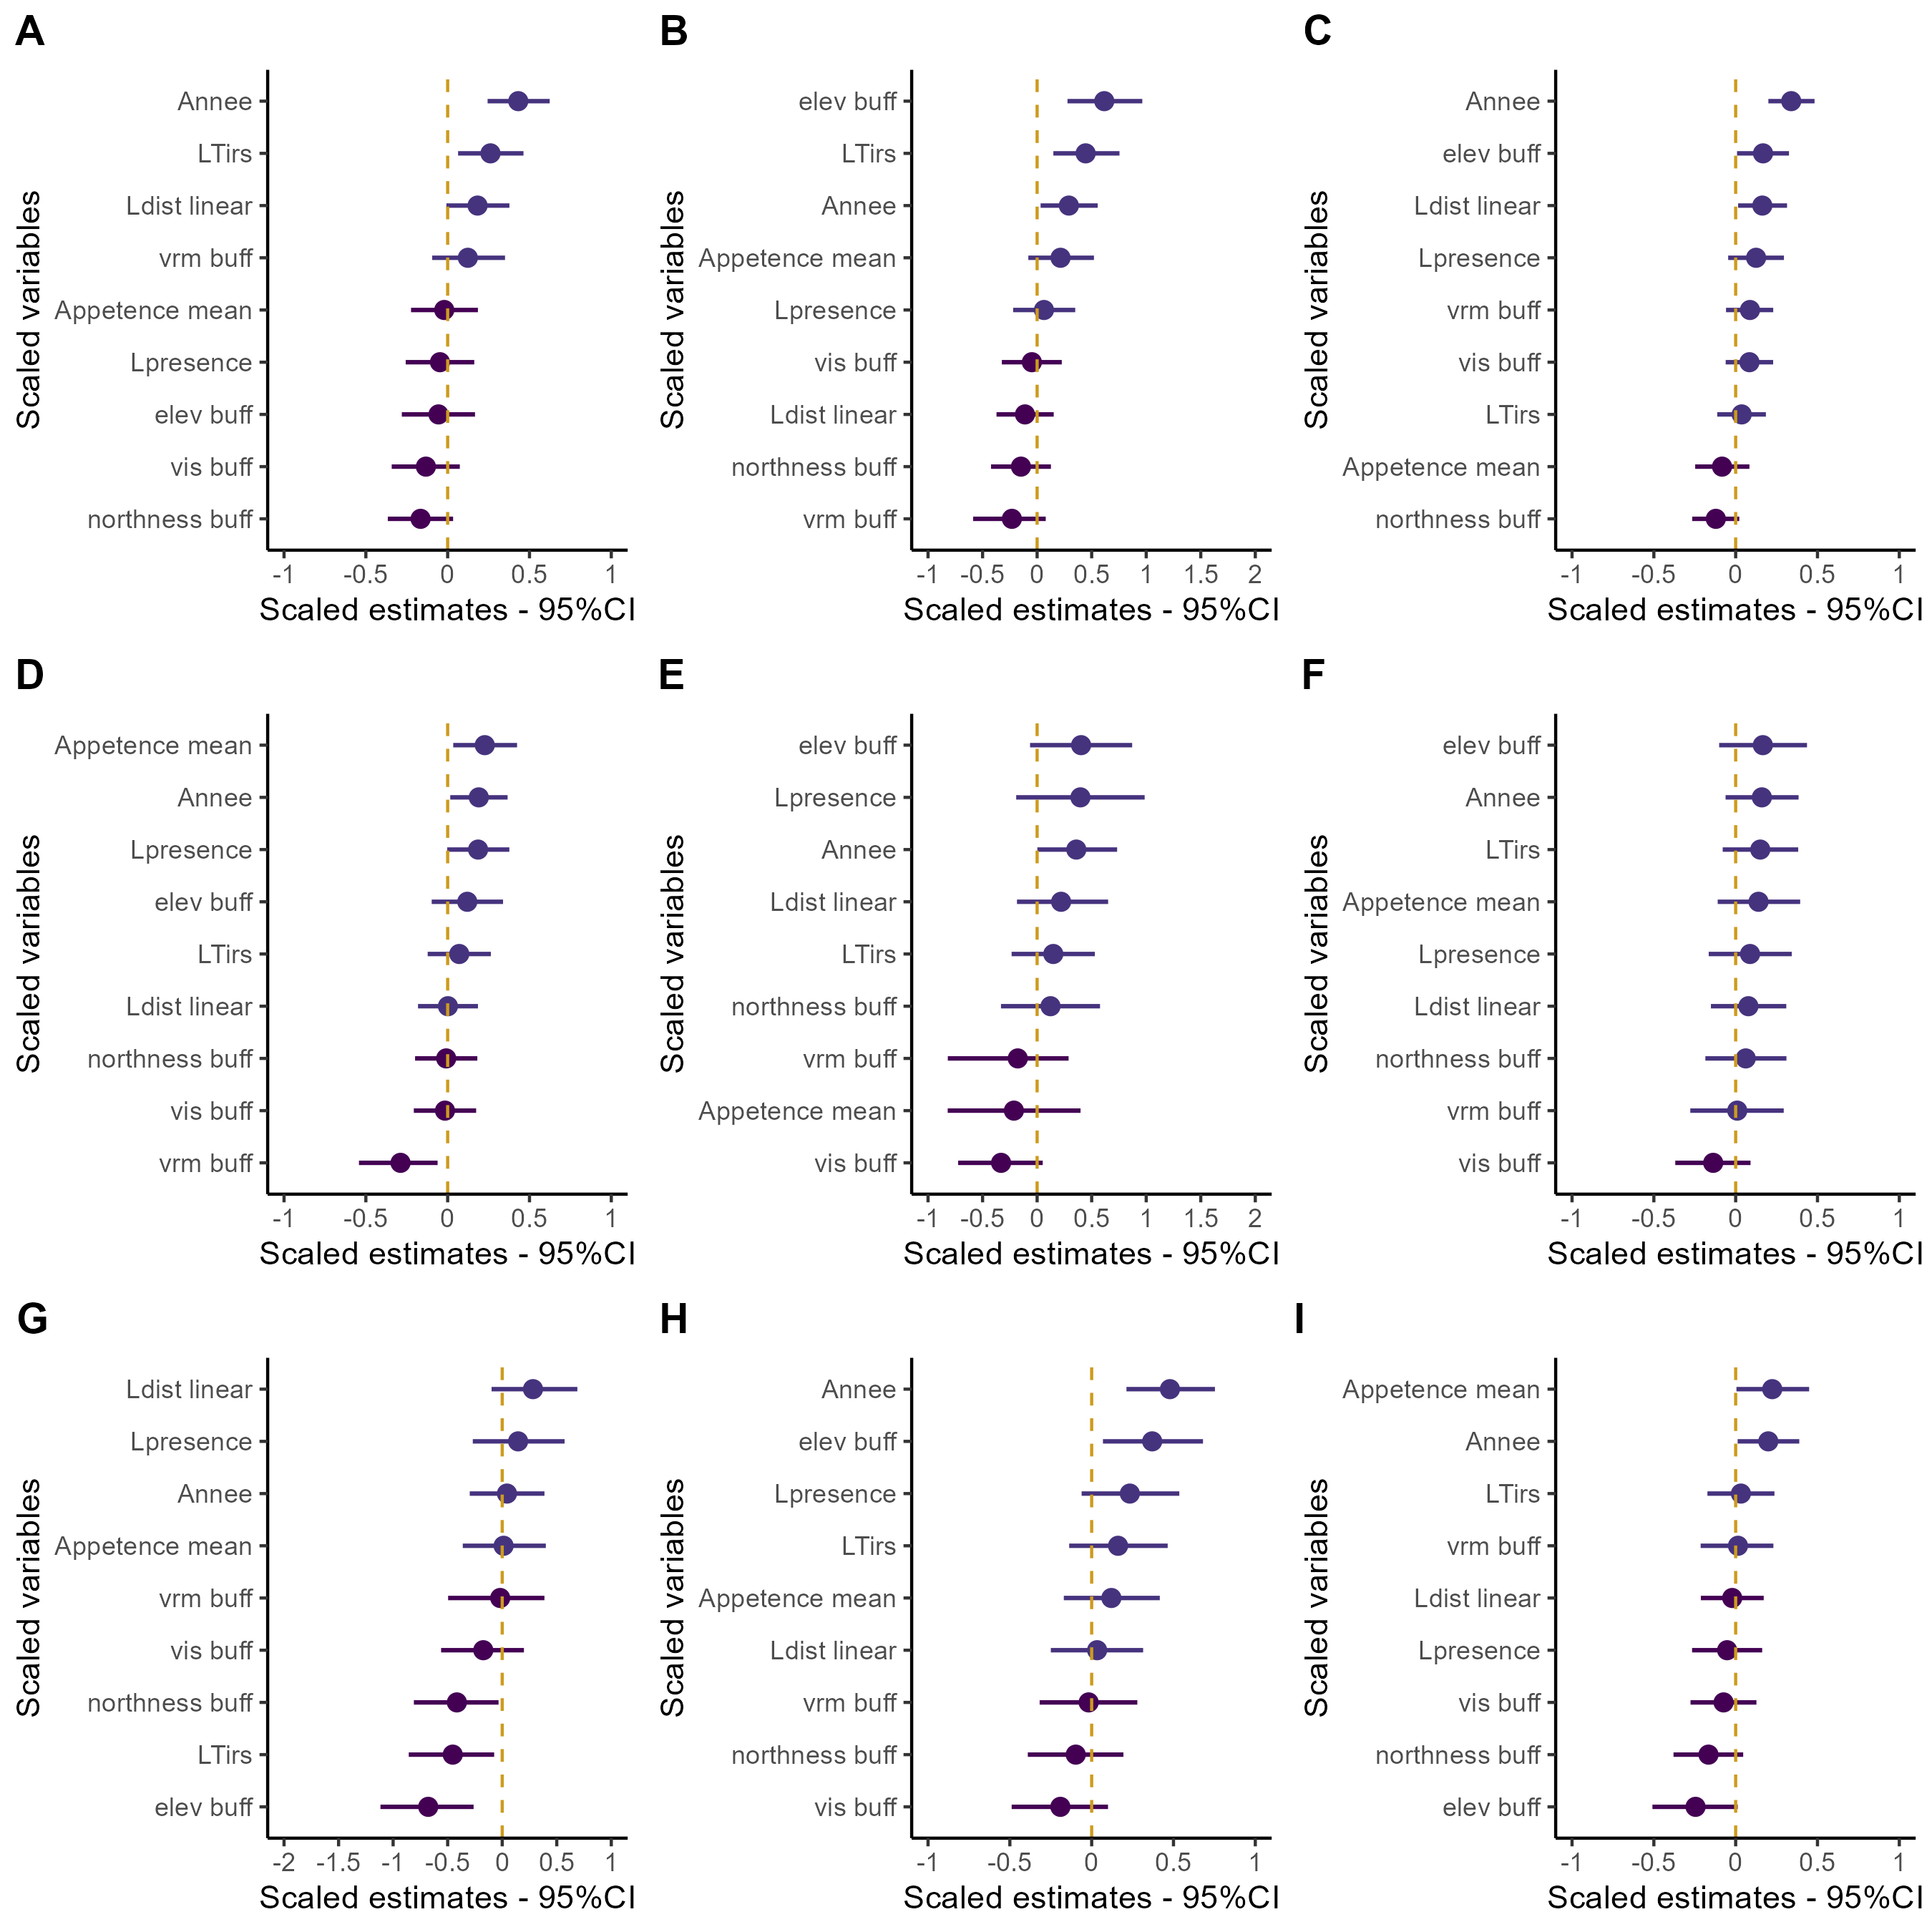 A
Scaled variables
Annee
LTirs
Ldist linear
vrm buff
Appetence mean
Lpresence
elev buff
vis buff
northness buff
-1 -0.5 0 0.5 1
Scaled estimates - 95%CI
B
Scaled variables
elev buff
LTirs
Annee
Appetence mean
Lpresence
vis buff
Ldist linear
northness buff
vrm buff
-1 -0.5 0 0.5 1 1.5 2
Scaled estimates - 95%CI
C
Scaled variables
Annee
elev buff
Ldist linear
Lpresence
vrm buff
vis buff
LTirs
Appetence mean
northness buff
-1 -0.5 0 0.5 1
Scaled estimates - 95%CI
D
Scaled variables
Appetence mean
Annee
Lpresence
elev buff
LTirs
Ldist linear
northness buff
vis buff
vrm buff
-1 -0.5 0 0.5 1
Scaled estimates - 95%CI
E
Scaled variables
elev buff
Lpresence
Annee
Ldist linear
LTirs
northness buff
vrm buff
Appetence mean
vis buff
-1 -0.5 0 0.5 1 1.5 2
Scaled estimates - 95%CI
F
Scaled variables
elev buff
Annee
LTirs
Appetence mean
Lpresence
Ldist linear
northness buff
vrm buff
vis buff
-1 -0.5 0 0.5 1
Scaled estimates - 95%CI
G
Scaled variables
Ldist linear
Lpresence
Annee
Appetence mean
vrm buff
vis buff
northness buff
LTirs
elev buff
-2 -1.5 -1 -0.5 0 0.5 1
Scaled estimates - 95%CI
H
Scaled variables
Annee
elev buff
Lpresence
LTirs
Appetence mean
Ldist linear
vrm buff
northness buff
vis buff
-1 -0.5 0 0.5 1
Scaled estimates - 95%CI
I
Scaled variables
Appetence mean
Annee
LTirs
vrm buff
Ldist linear
Lpresence
vis buff
northness buff
elev buff
-1 -0.5 0 0.5 1
Scaled estimates - 95%CI